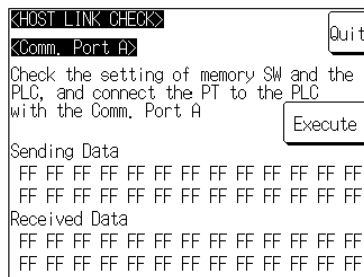 <HOST LINK CHECK>
Quit
<Comm. Port A>
Check the setting of memory SW and the
PLC, and connect the PT to the PLC
with the Comm. Port A
Execute
Sending Data
FF FF FF FF FF FF FF FF FF FF FF FF FF
FF FF FF FF FF FF FF FF FF FF FF FF FF
Received Data
FF FF FF FF FF FF FF FF FF FF FF FF FF
FF FF FF FF FF FF FF FF FF FF FF FF FF